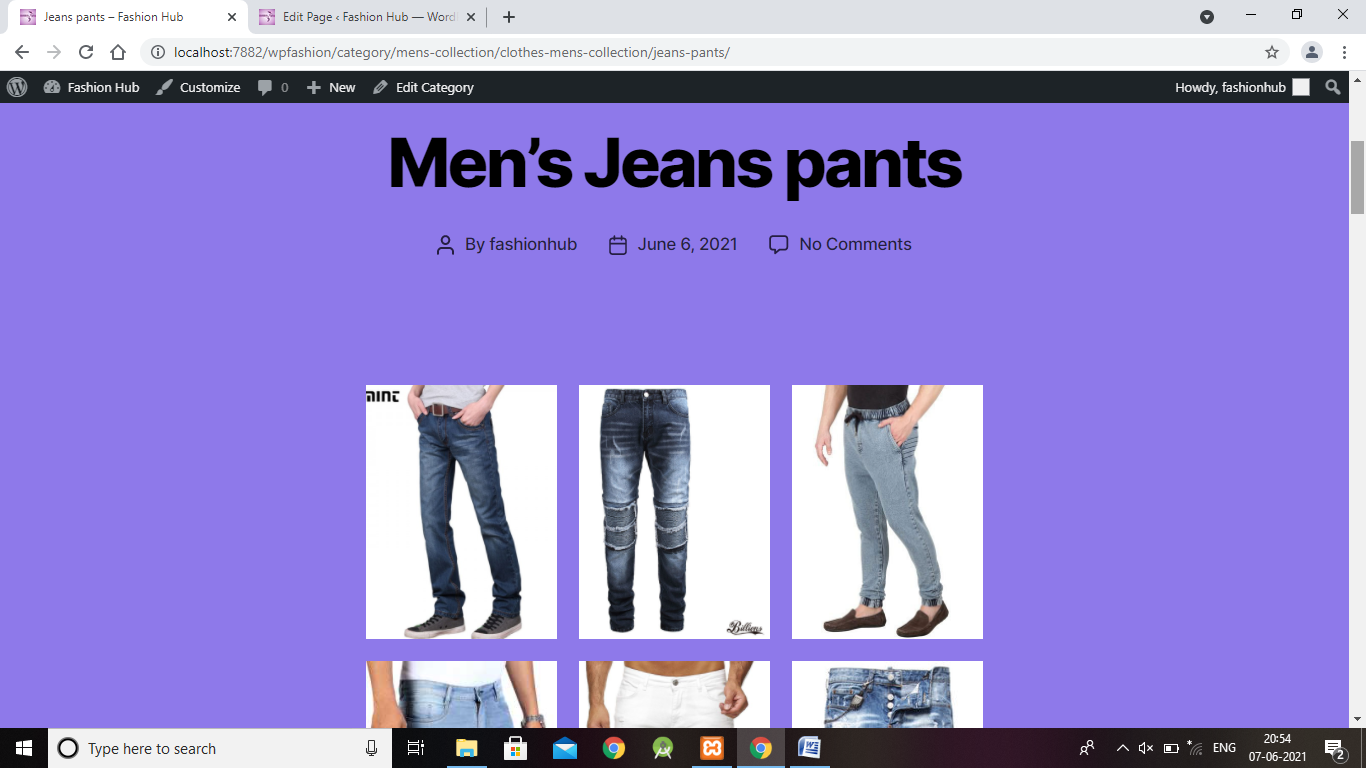 Jeans pants – Fashion Hub
Edit Page ‹ Fashion Hub — Word
localhost:7882/wpfashion/category/mens-collection/clothes-mens-collection/jeans-pants/
Fashion Hub Customize 0 New Edit Category Howdy, fashionhub
Men’s Jeans pants
By fashionhub June 6, 2021 No Comments
mint
Billions
Type here to search
ENG
20:54
07-06-2021
2